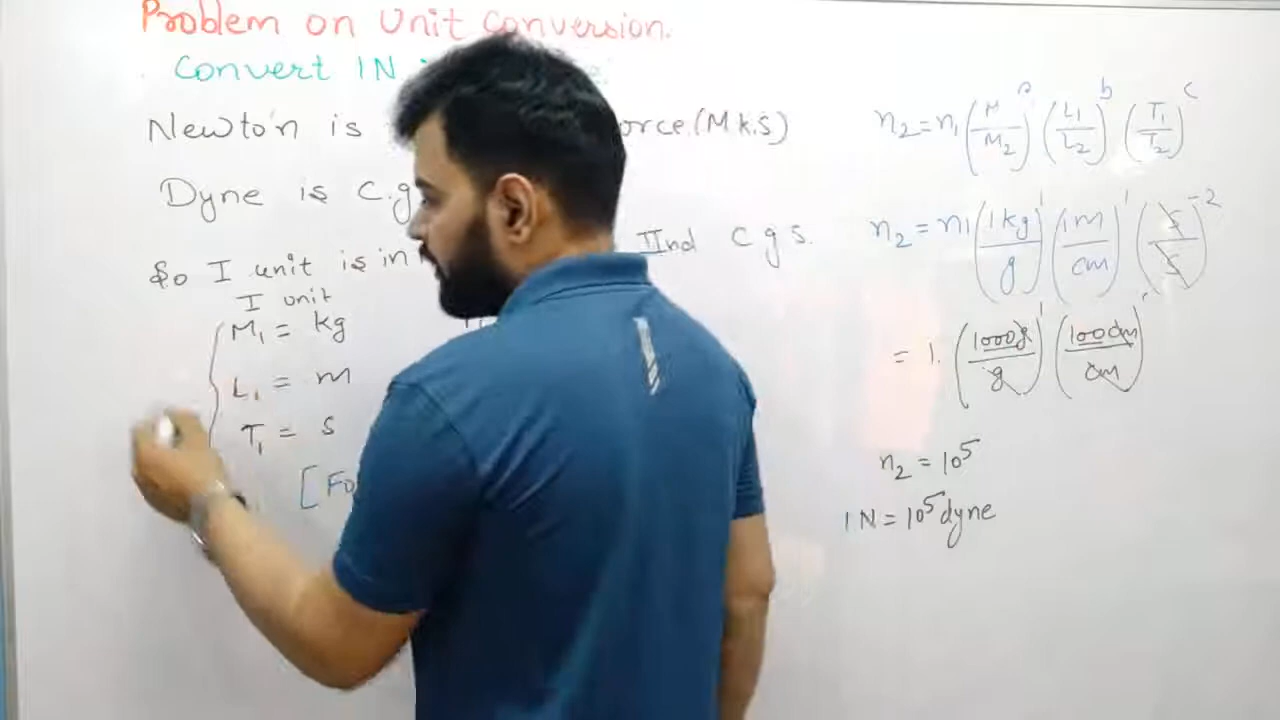 Problem on Unit Conversion.
Convert 1N
Newton is orce.(M.k.S)
Dyne is C.g
So I unit is in IInd c g s.
I unit
M₁ = kg
L₁ = m
T₁ = s
[Fo
n₂ = n₁ (M/M₂)ᵃ (L₁/L₂)ᵇ (T₁/T₂)ᶜ
n₂ = n₁ (1kg/g)¹ (1m/cm)¹ (s/s)⁻²
= 1. (1000g/g)¹ (100cm/cm)¹
n₂ = 10⁵
1N = 10⁵ dyne